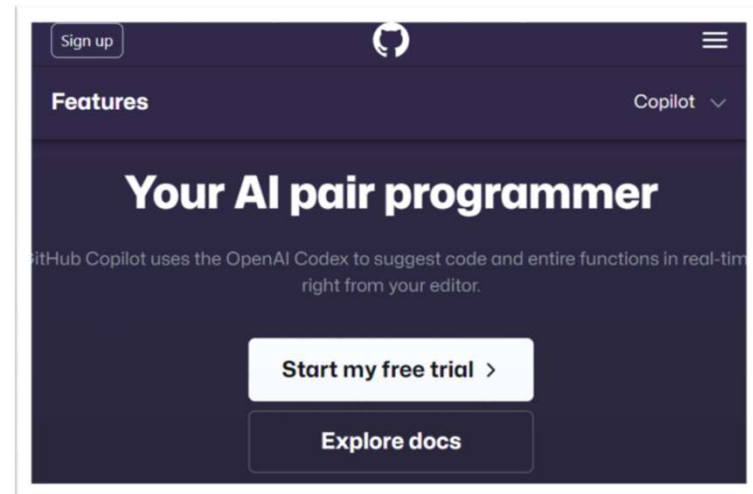 Sign up
Features
Copilot
Your AI pair programmer
itHub Copilot uses the OpenAI Codex to suggest code and entire functions in real-tim
right from your editor.
Start my free trial >
Explore docs